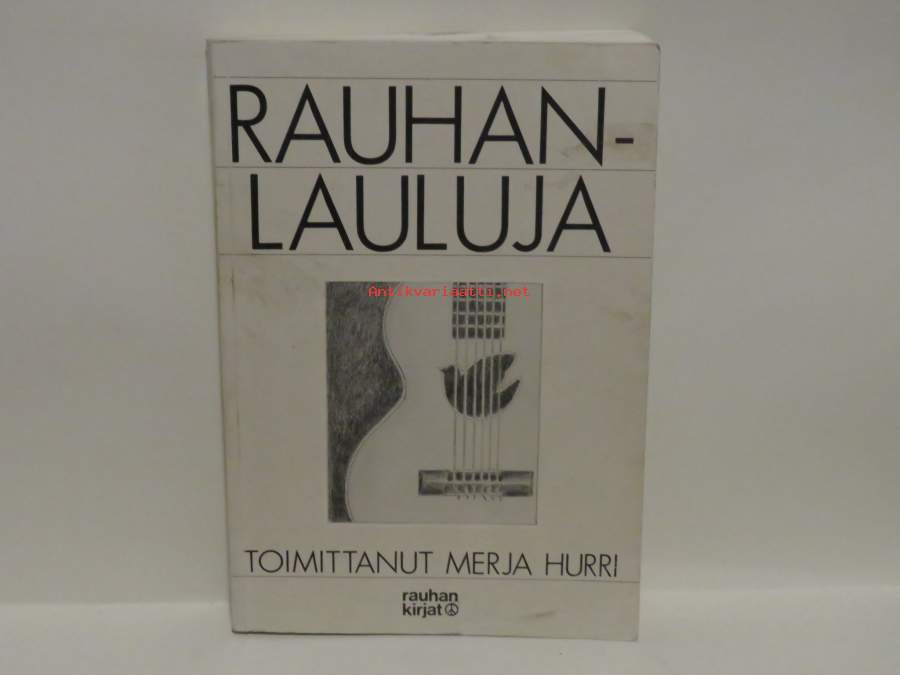 RAUHAN-
LAULUJA
Antikvariaatti.net
TOIMITTANUT MERJA HURRI
rauhan
kirjat